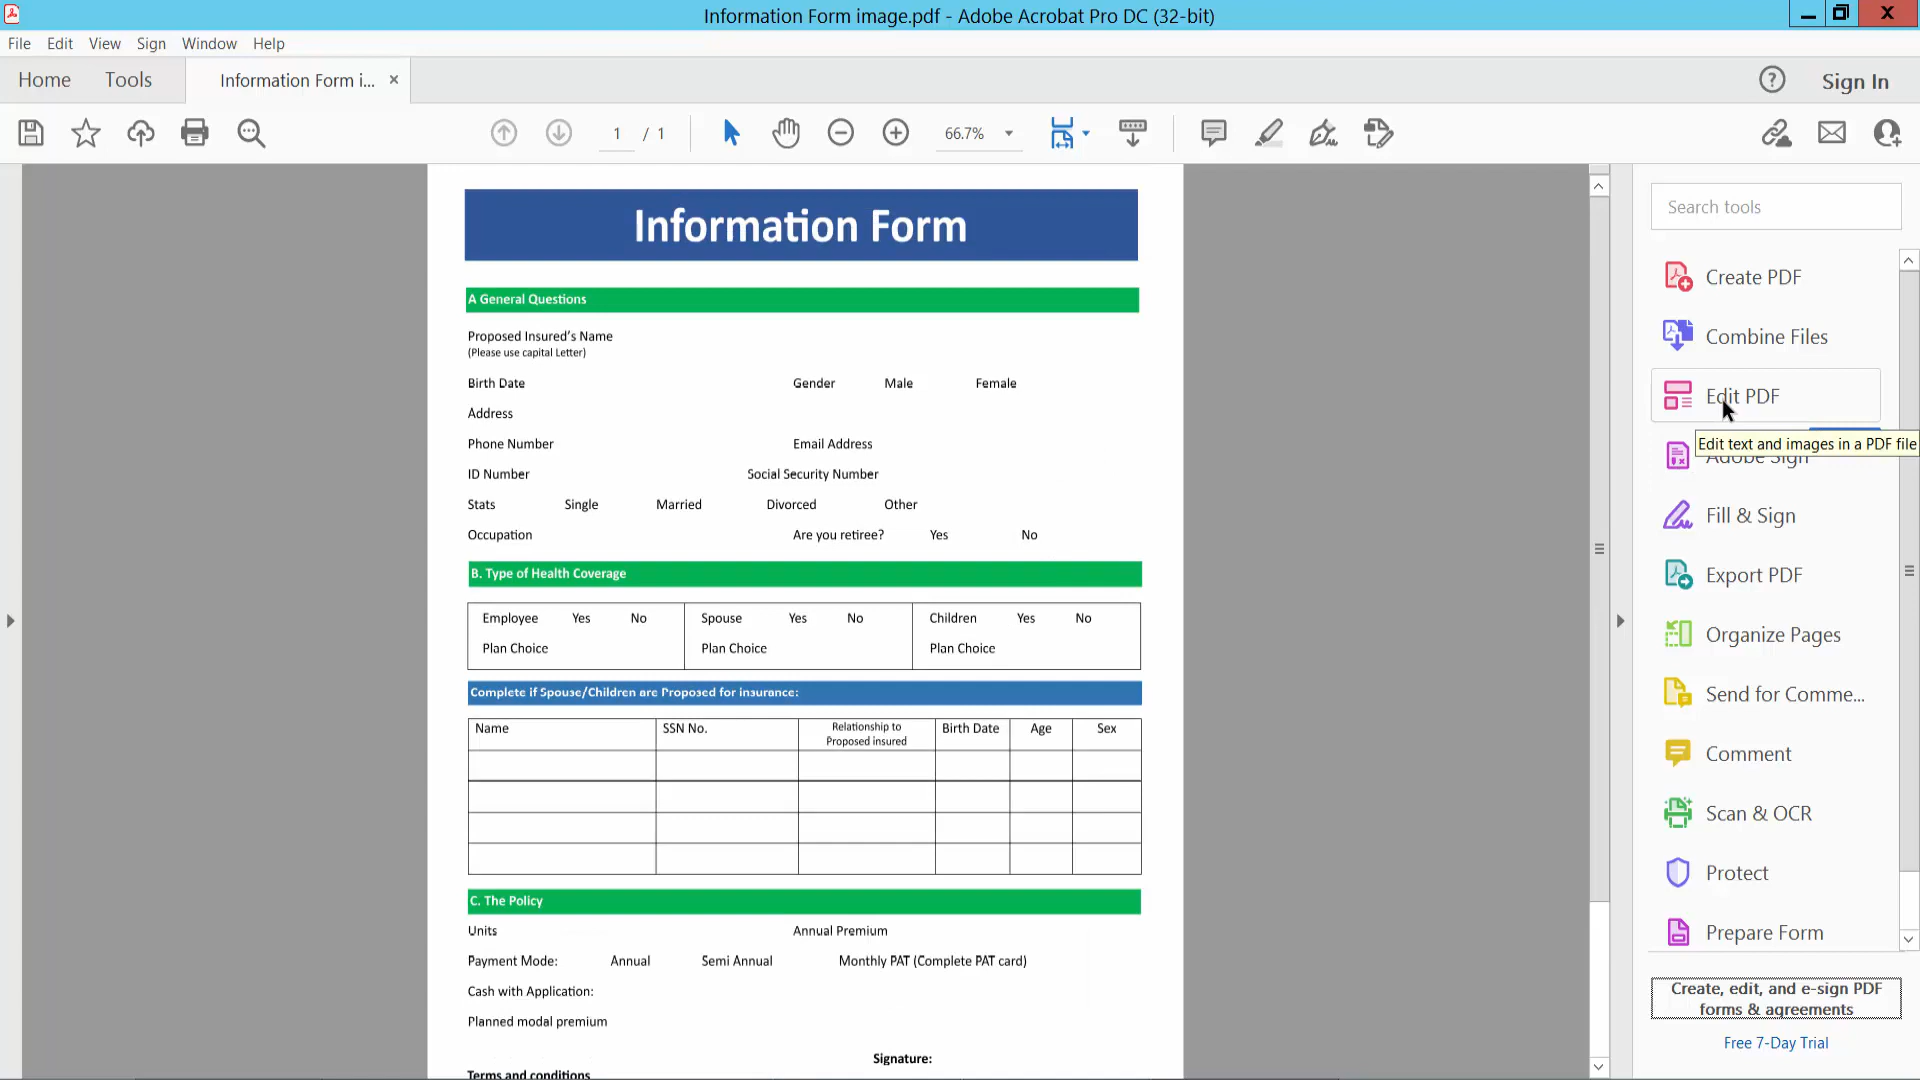 Information Form image.pdf - Adobe Acrobat Pro DC (32-bit)
File Edit View Sign Window Help
Home Tools Information Form i... × Sign In
1 / 1 66.7%
Information Form
A General Questions
Proposed Insured's Name
(Please use capital Letter)
Birth Date Gender Male Female
Address
Phone Number Email Address
ID Number Social Security Number
Stats Single Married Divorced Other
Occupation Are you retiree? Yes No
B. Type of Health Coverage
Employee Yes No Spouse Yes No Children Yes No
Plan Choice Plan Choice Plan Choice
Complete if Spouse/Children are Proposed for insurance:
Name SSN No. Relationship to Proposed insured Birth Date Age Sex
C. The Policy
Units Annual Premium
Payment Mode: Annual Semi Annual Monthly PAT (Complete PAT card)
Cash with Application:
Planned modal premium
Signature:
Terms and conditions
Search tools
Create PDF
Combine Files
Edit PDF
Edit text and images in a PDF file
Adobe Sign
Fill & Sign
Export PDF
Organize Pages
Send for Comme...
Comment
Scan & OCR
Protect
Prepare Form
Create, edit, and e-sign PDF
forms & agreements
Free 7-Day Trial